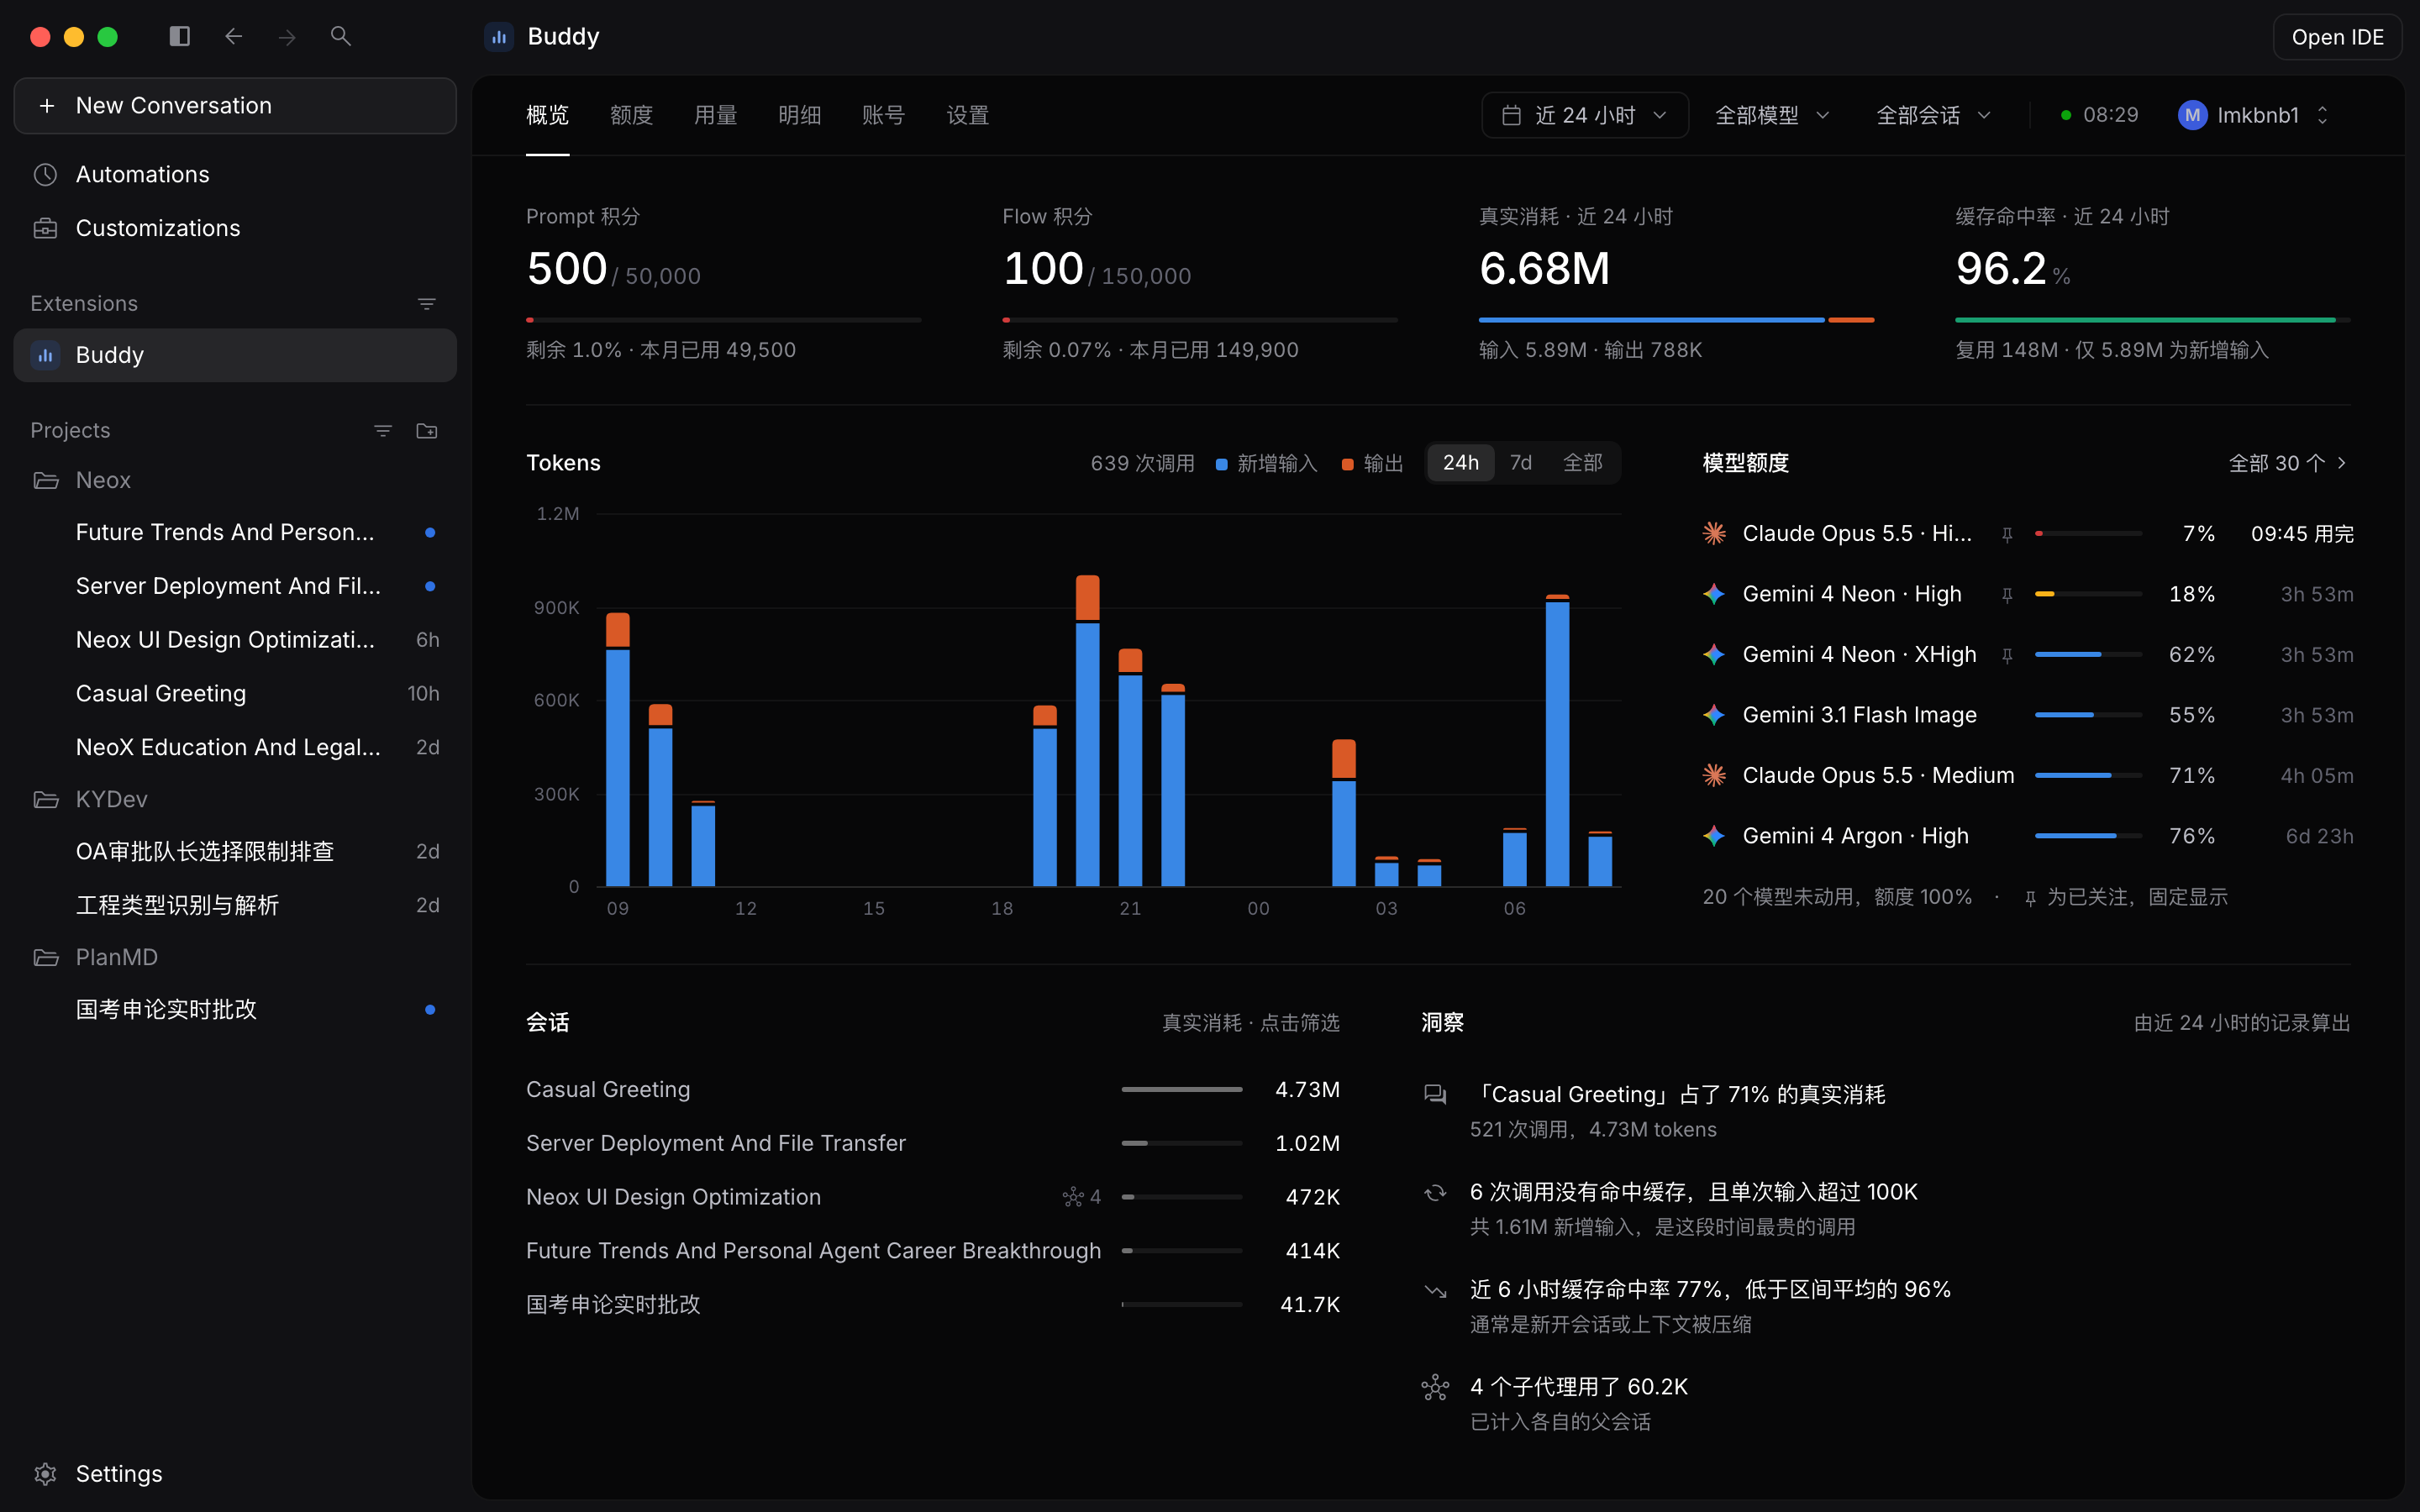 Buddy
Open IDE
New Conversation
Automations
Customizations
Extensions
Buddy
Projects
Neox
Future Trends And Person...
Server Deployment And Fil...
Neox UI Design Optimizati... 6h
Casual Greeting 10h
NeoX Education And Legal... 2d
KYDev
OA审批队长选择限制排查 2d
工程类型识别与解析 2d
PlanMD
国考申论实时批改
Settings
概览 额度 用量 明细 账号 设置
近 24 小时 全部模型 全部会话 08:29 M lmkbnb1
Prompt 积分
500 / 50,000
剩余 1.0% · 本月已用 49,500
Flow 积分
100 / 150,000
剩余 0.07% · 本月已用 149,900
真实消耗 · 近 24 小时
6.68M
输入 5.89M · 输出 788K
缓存命中率 · 近 24 小时
96.2 %
复用 148M · 仅 5.89M 为新增输入
Tokens 639 次调用 新增输入 输出 24h 7d 全部
1.2M
900K
600K
300K
0
09 12 15 18 21 00 03 06
模型额度 全部 30 个
Claude Opus 5.5 · Hi... 7% 09:45 用完
Gemini 4 Neon · High 18% 3h 53m
Gemini 4 Neon · XHigh 62% 3h 53m
Gemini 3.1 Flash Image 55% 3h 53m
Claude Opus 5.5 · Medium 71% 4h 05m
Gemini 4 Argon · High 76% 6d 23h
20 个模型未动用，额度 100% · 为已关注，固定显示
会话 真实消耗 · 点击筛选
Casual Greeting 4.73M
Server Deployment And File Transfer 1.02M
Neox UI Design Optimization 4 472K
Future Trends And Personal Agent Career Breakthrough 414K
国考申论实时批改 41.7K
洞察 由近 24 小时的记录算出
「Casual Greeting」占了 71% 的真实消耗
521 次调用，4.73M tokens
6 次调用没有命中缓存，且单次输入超过 100K
共 1.61M 新增输入，是这段时间最贵的调用
近 6 小时缓存命中率 77%，低于区间平均的 96%
通常是新开会话或上下文被压缩
4 个子代理用了 60.2K
已计入各自的父会话